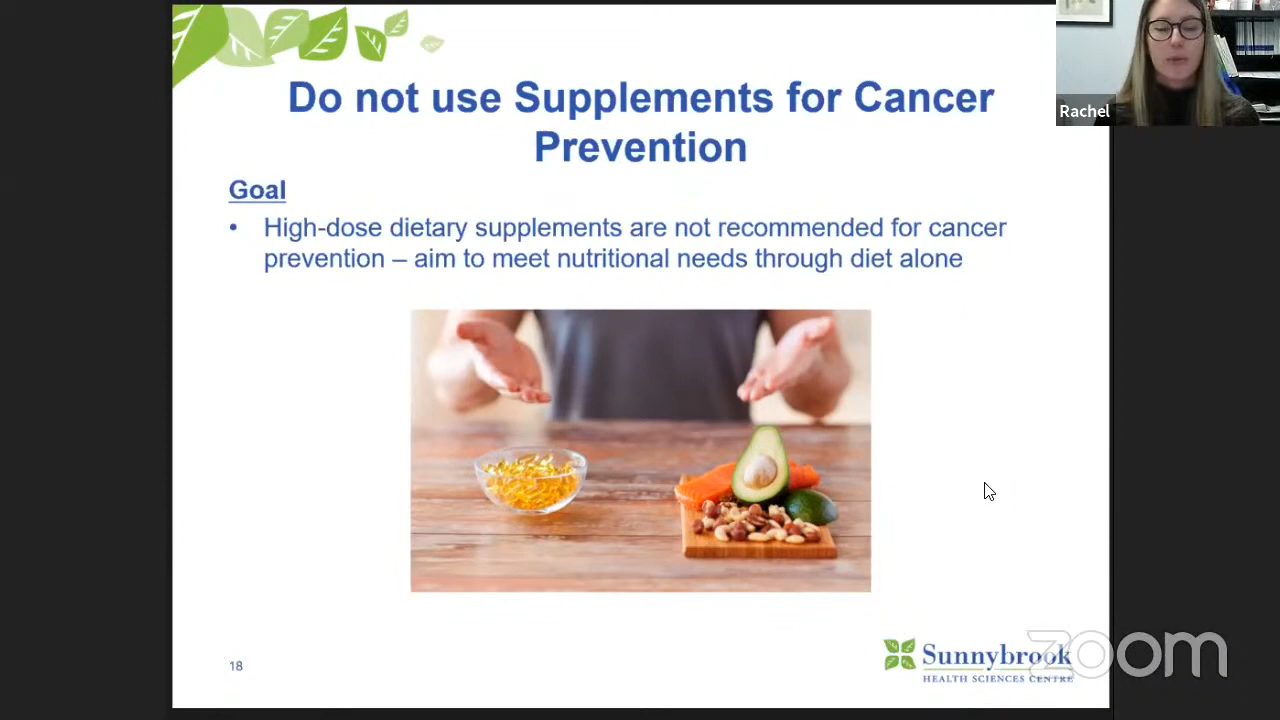 Do not use Supplements for Cancer
Prevention
Rachel
Goal
• High-dose dietary supplements are not recommended for cancer
prevention – aim to meet nutritional needs through diet alone
18
Sunnybrook
HEALTH SCIENCES CENTRE
zoom